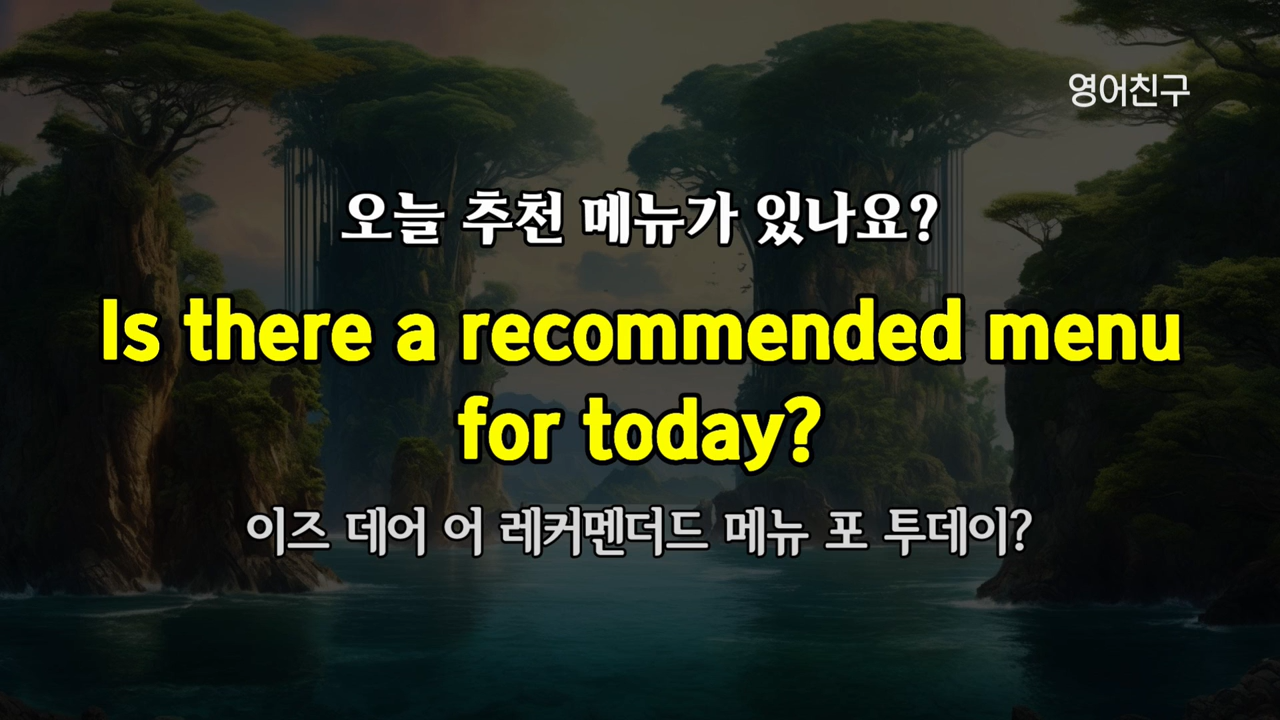 영어친구
오늘 추천 메뉴가 있나요?
Is there a recommended menu
for today?
이즈 데어 어 레커멘더드 메뉴 포 투데이?